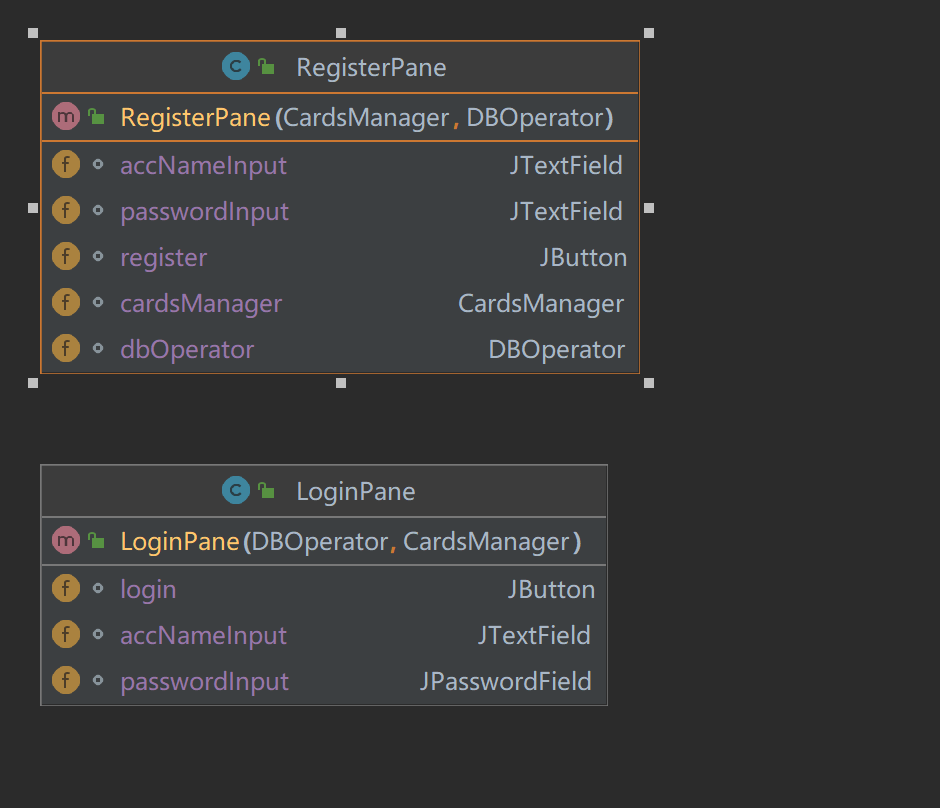 C RegisterPane
m RegisterPane(CardsManager, DBOperator)
f accNameInput JTextField
f passwordInput JTextField
f register JButton
f cardsManager CardsManager
f dbOperator DBOperator
C LoginPane
m LoginPane(DBOperator, CardsManager)
f login JButton
f accNameInput JTextField
f passwordInput JPasswordField